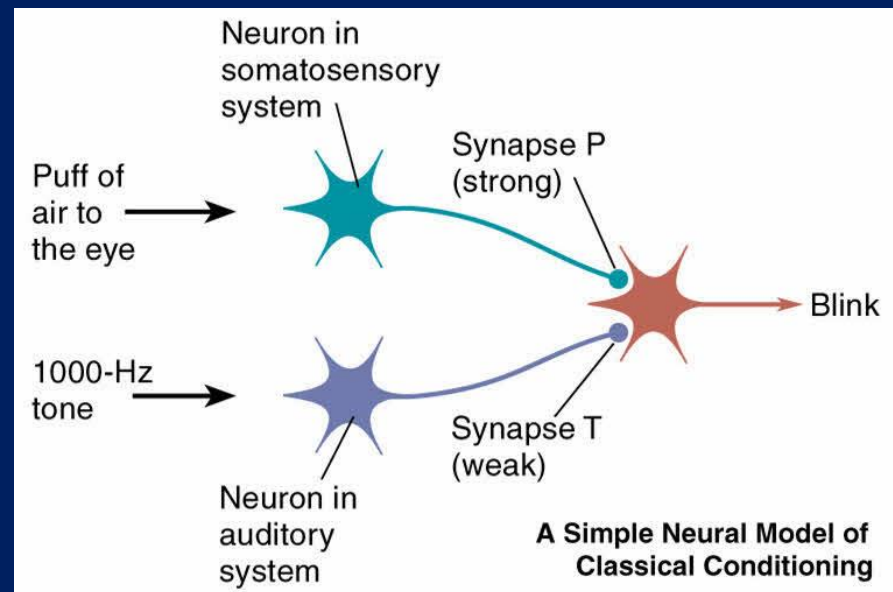 Neuron in
somatosensory
system
Synapse P
(strong)
Puff of
air to
the eye
Blink
1000-Hz
tone
Synapse T
(weak)
Neuron in
auditory
system
A Simple Neural Model of
Classical Conditioning